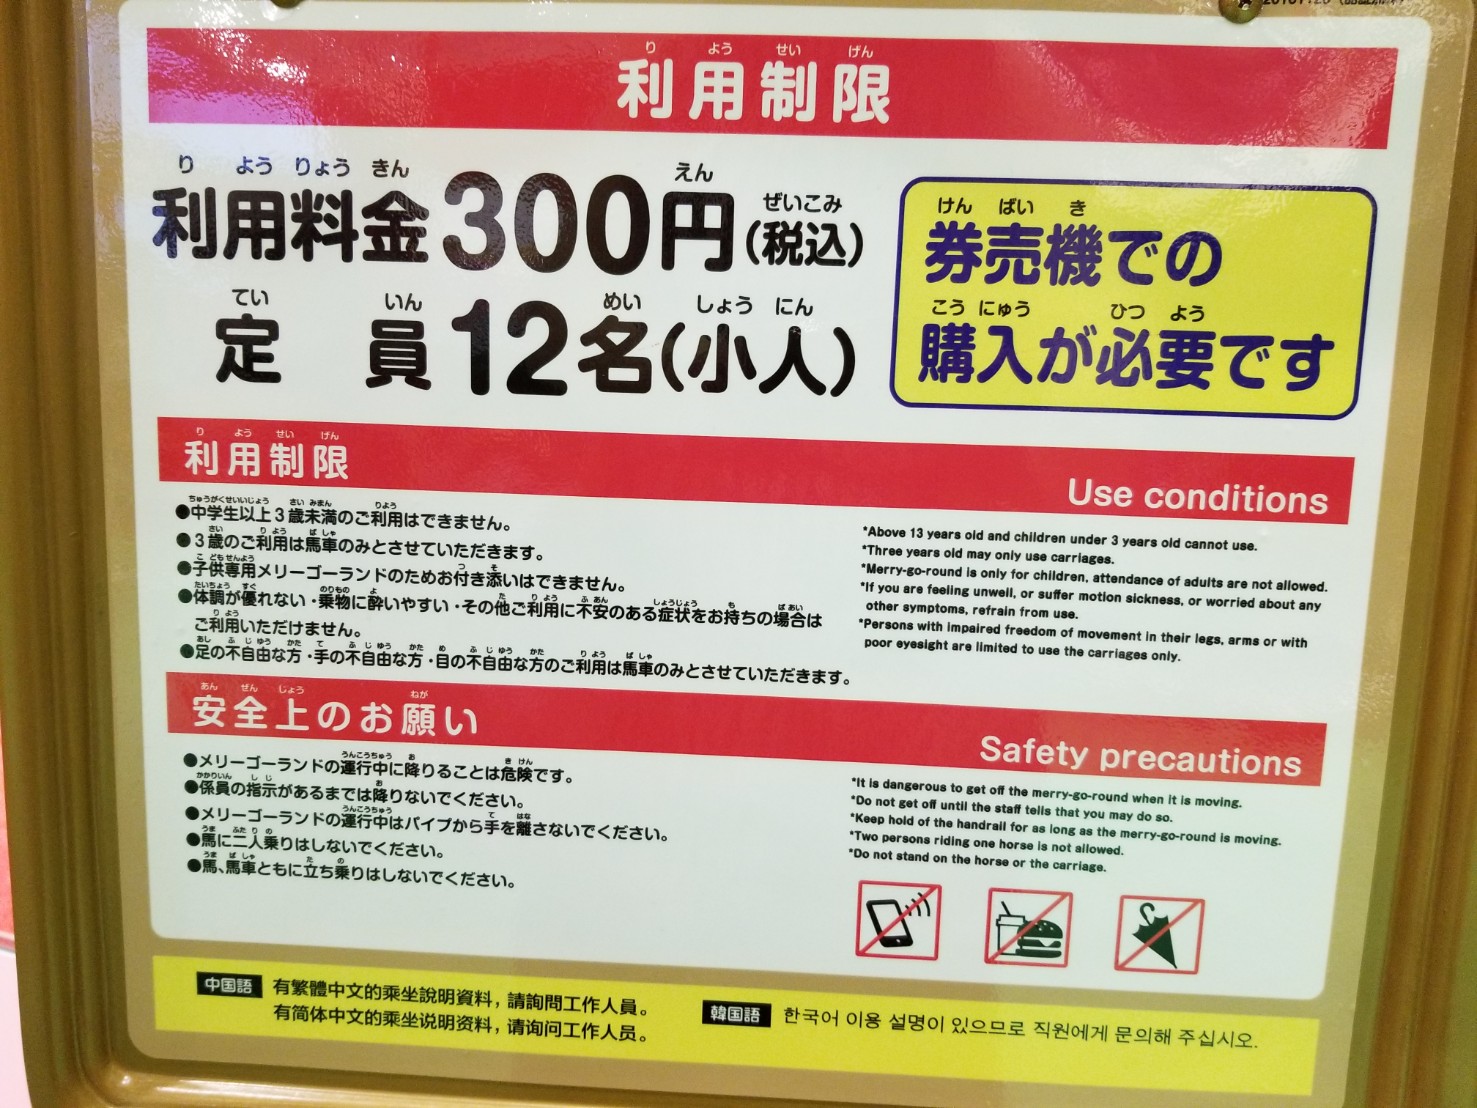 利用制限
利用料金300円(税込)
定員12名(小人)
券売機での
購入が必要です
利用制限
Use conditions
●中学生以上3歳未満のご利用はできません。
●3歳のご利用は馬車のみとさせていただきます。
●子供専用メリーゴーランドのためお付き添いはできません。
●体調が優れない・乗物に酔いやすい・その他ご利用に不安のある症状をお持ちの場合は
ご利用いただけません。
●足の不自由な方・手の不自由な方・目の不自由な方のご利用は馬車のみとさせていただきます。
*Above 13 years old and children under 3 years old cannot use.
*Three years old may only use carriages.
*Merry-go-round is only for children, attendance of adults are not allowed.
*If you are feeling unwell, or suffer motion sickness, or worried about any
other symptoms, refrain from use.
*Persons with impaired freedom of movement in their legs, arms or with
poor eyesight are limited to use the carriages only.
安全上のお願い
Safety precautions
●メリーゴーランドの運行中に降りることは危険です。
●係員の指示があるまでは降りないでください。
●メリーゴーランドの運行中はパイプから手を離さないでください。
●馬に二人乗りはしないでください。
●馬、馬車ともに立ち乗りはしないでください。
*It is dangerous to get off the merry-go-round when it is moving.
*Do not get off until the staff tells that you may do so.
*Keep hold of the handrail for as long as the merry-go-round is moving.
*Two persons riding one horse is not allowed.
*Do not stand on the horse or the carriage.
中国語 有繁體中文的乘坐說明資料，請詢問工作人員。
有简体中文的乘坐说明资料，请询问工作人员。
韓国語 한국어 이용 설명이 있으므로 직원에게 문의해 주십시오.